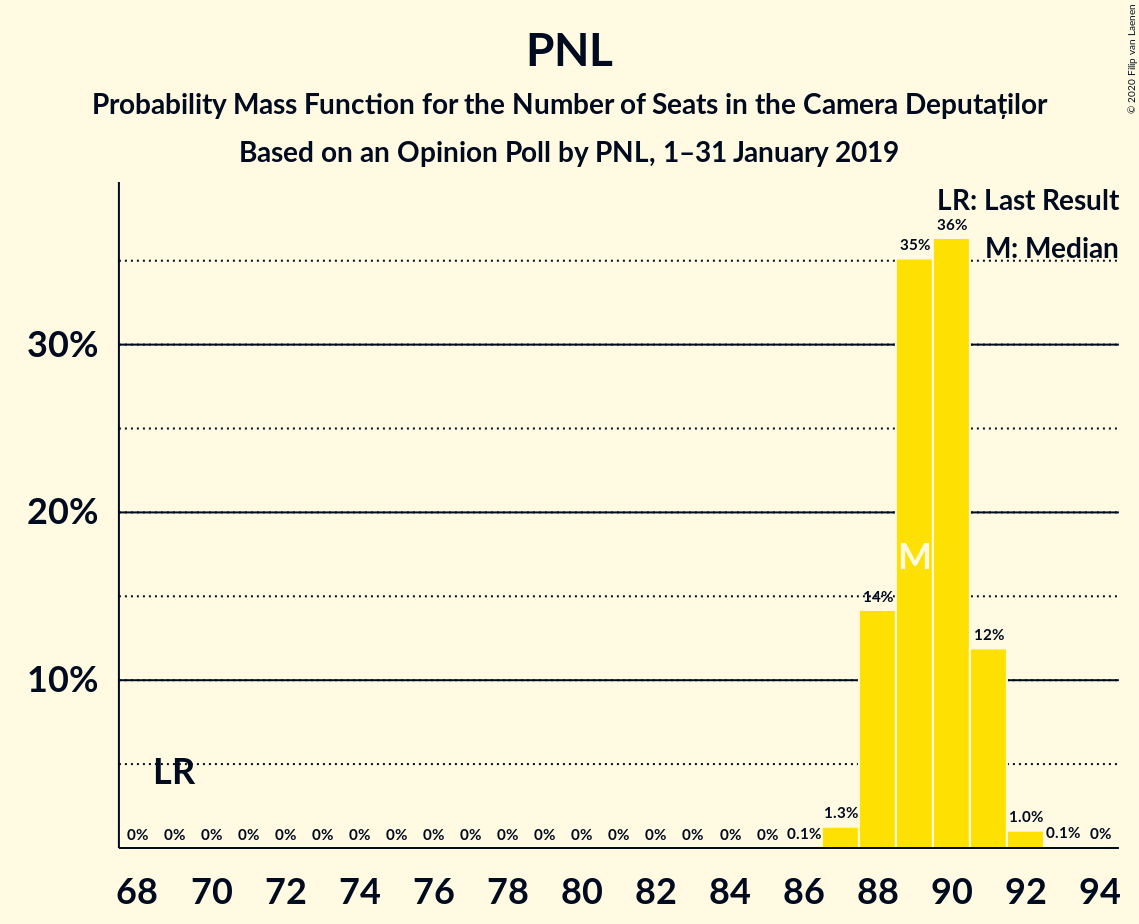 PNL
Probability Mass Function for the Number of Seats in the Camera Deputaților
Based on an Opinion Poll by PNL, 1–31 January 2019
© 2020 Filip van Laenen
LR: Last Result
M: Median
36%
35%
30%
20%
M
14%
12%
10%
LR
0% 0% 0% 0% 0% 0% 0% 0% 0% 0% 0% 0% 0% 0% 0% 0% 0% 0% 0.1% 1.3% 1.0% 0.1% 0%
68 70 72 74 76 78 80 82 84 86 88 90 92 94